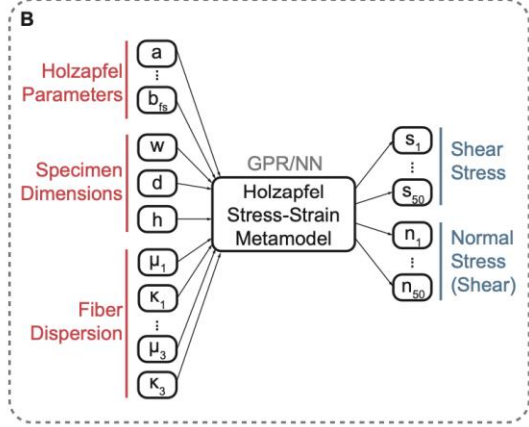 B
Holzapfel
Parameters
a
⋮
b_fs
Specimen
Dimensions
w
d
h
Fiber
Dispersion
μ₁
κ₁
⋮
μ₃
κ₃
GPR/NN
Holzapfel
Stress-Strain
Metamodel
s₁
⋮
s₅₀
Shear
Stress
n₁
⋮
n₅₀
Normal
Stress
(Shear)